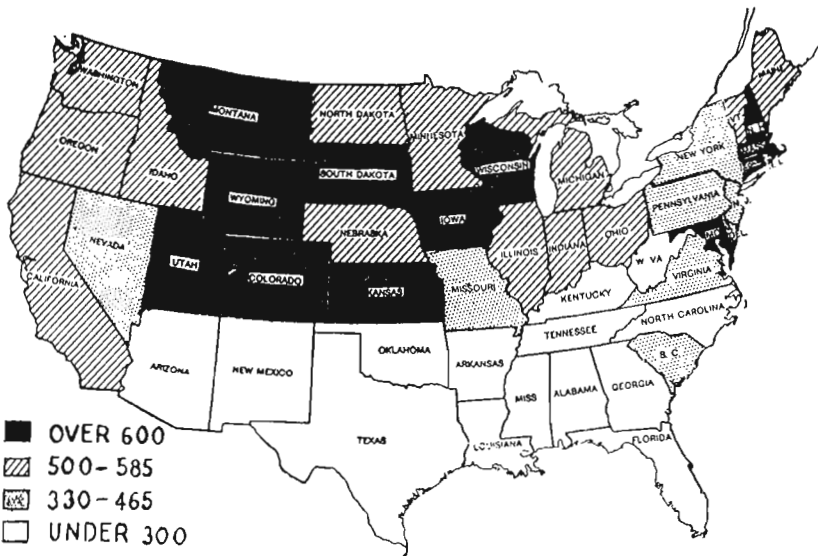 WASHINGTON
MONTANA
NORTH DAKOTA
MINNESOTA
MAINE
OREGON
IDAHO
SOUTH DAKOTA
WISCONSIN
MICHIGAN
VT
NEW YORK
MASS
WYOMING
IOWA
PENNSYLVANIA
N. J.
NEVADA
UTAH
NEBRASKA
ILLINOIS
INDIANA
OHIO
CALIFORNIA
COLORADO
KANSAS
MISSOURI
W. VA
VIRGINIA
KENTUCKY
ARIZONA
NEW MEXICO
OKLAHOMA
ARKANSAS
TENNESSEE
NORTH CAROLINA
S. C.
MISS
ALABAMA
GEORGIA
TEXAS
LOUISIANA
FLORIDA
OVER 600
500-585
330-465
UNDER 300